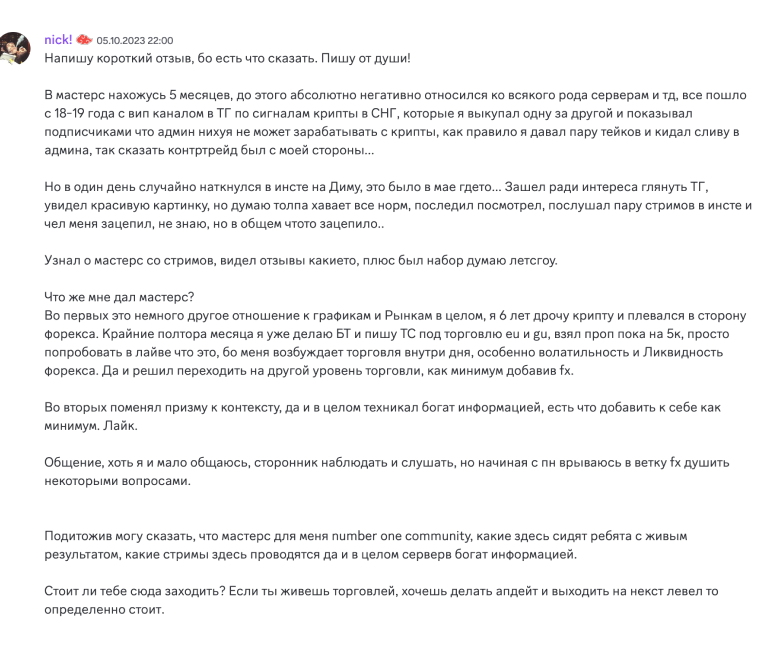 nick! 05.10.2023 22:00
Напишу короткий отзыв, бо есть что сказать. Пишу от души!
В мастерс нахожусь 5 месяцев, до этого абсолютно негативно относился ко всякого рода серверам и тд, все пошло
с 18-19 года с вип каналом в ТГ по сигналам крипты в СНГ, которые я выкупал одну за другой и показывал
подписчиками что админ нихуя не может зарабатывать с крипты, как правило я давал пару тейков и кидал сливу в
админа, так сказать контртрейд был с моей стороны...
Но в один день случайно наткнулся в инсте на Диму, это было в мае гдето... Зашел ради интереса глянуть ТГ,
увидел красивую картинку, но думаю толпа хавает все норм, последил посмотрел, послушал пару стримов в инсте и
чел меня зацепил, не знаю, но в общем чтото зацепило..
Узнал о мастерс со стримов, видел отзывы какието, плюс был набор думаю летсгоу.
Что же мне дал мастерс?
Во первых это немного другое отношение к графикам и Рынкам в целом, я 6 лет дрочу крипту и плевался в сторону
форекса. Крайние полтора месяца я уже делаю БТ и пишу ТС под торговлю eu и gu, взял проп пока на 5к, просто
попробовать в лайве что это, бо меня возбуждает торговля внутри дня, особенно волатильность и Ликвидность
форекса. Да и решил переходить на другой уровень торговли, как минимум добавив fx.
Во вторых поменял призму к контексту, да и в целом техникал богат информацией, есть что добавить к себе как
минимум. Лайк.
Общение, хоть я и мало общаюсь, сторонник наблюдать и слушать, но начиная с пн врываюсь в ветку fx душить
некоторыми вопросами.
Подитожив могу сказать, что мастерс для меня number one community, какие здесь сидят ребята с живым
результатом, какие стримы здесь проводятся да и в целом серверв богат информацией.
Стоит ли тебе сюда заходить? Если ты живешь торговлей, хочешь делать апдейт и выходить на некст левел то
определенно стоит.